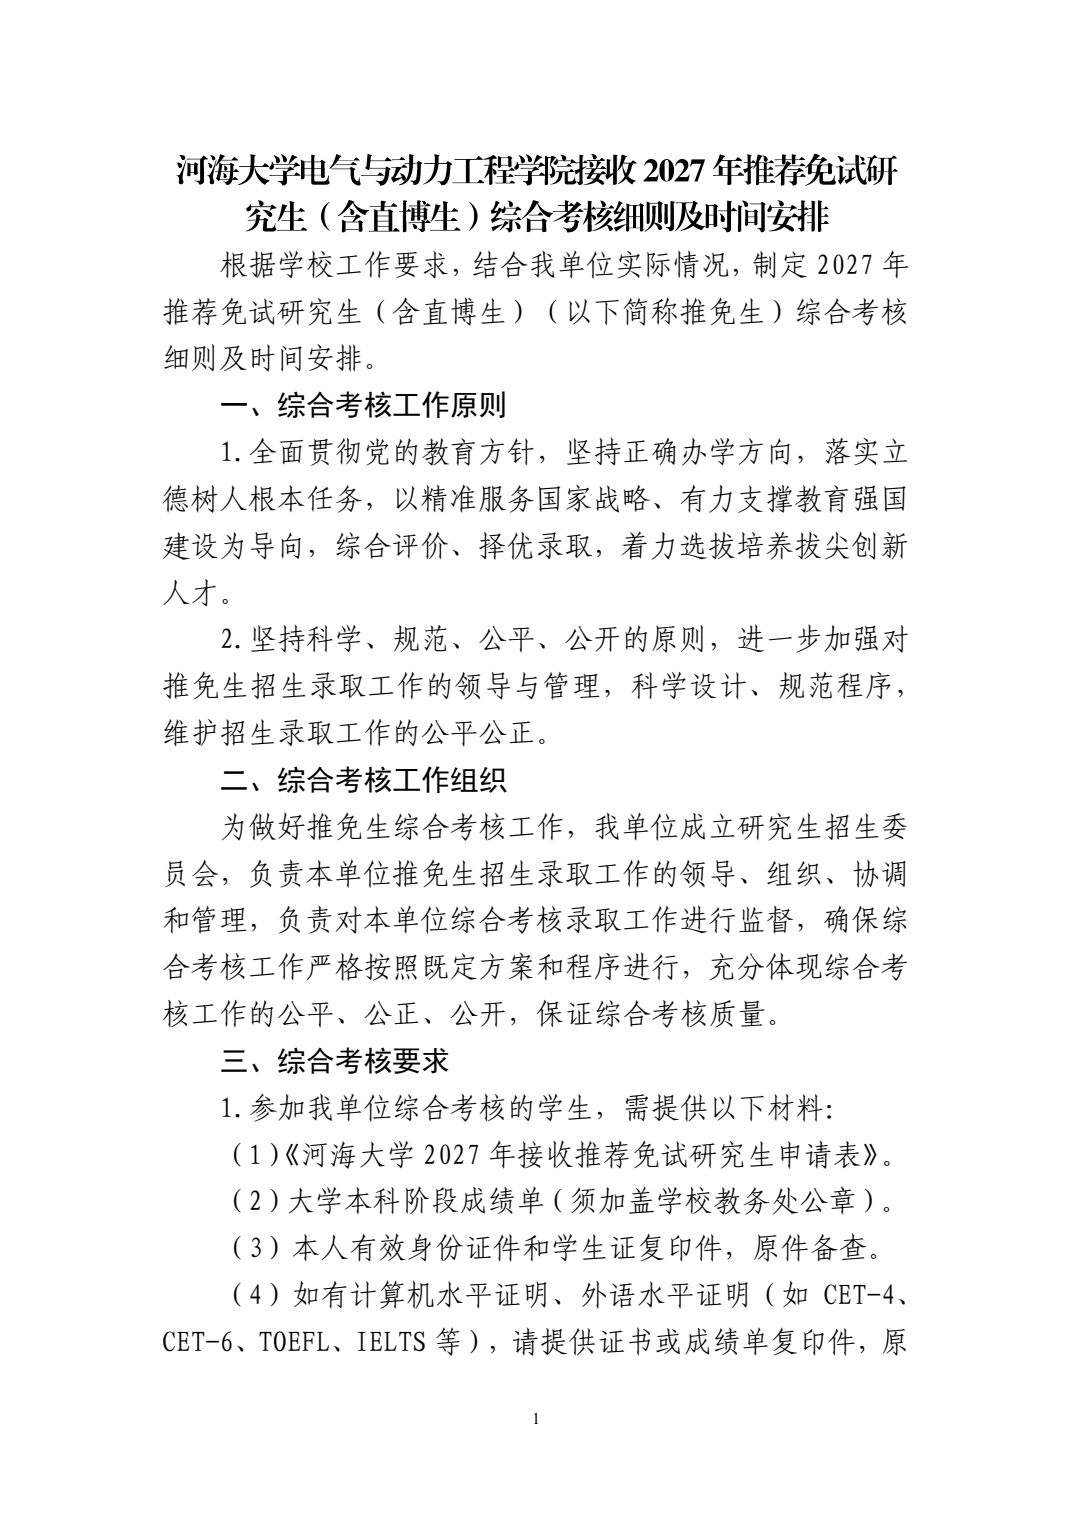 河海大学电气与动力工程学院接收 2027 年推荐免试研
究生（含直博生）综合考核细则及时间安排
根据学校工作要求，结合我单位实际情况，制定 2027 年
推荐免试研究生（含直博生）（以下简称推免生）综合考核
细则及时间安排。
一、综合考核工作原则
1.全面贯彻党的教育方针，坚持正确办学方向，落实立
德树人根本任务，以精准服务国家战略、有力支撑教育强国
建设为导向，综合评价、择优录取，着力选拔培养拔尖创新
人才。
2.坚持科学、规范、公平、公开的原则，进一步加强对
推免生招生录取工作的领导与管理，科学设计、规范程序，
维护招生录取工作的公平公正。
二、综合考核工作组织
为做好推免生综合考核工作，我单位成立研究生招生委
员会，负责本单位推免生招生录取工作的领导、组织、协调
和管理，负责对本单位综合考核录取工作进行监督，确保综
合考核工作严格按照既定方案和程序进行，充分体现综合考
核工作的公平、公正、公开，保证综合考核质量。
三、综合考核要求
1.参加我单位综合考核的学生，需提供以下材料：
（1）《河海大学 2027 年接收推荐免试研究生申请表》。
（2）大学本科阶段成绩单（须加盖学校教务处公章）。
（3）本人有效身份证件和学生证复印件，原件备查。
（4）如有计算机水平证明、外语水平证明（如 CET-4、
CET-6、TOEFL、IELTS 等），请提供证书或成绩单复印件，原
1